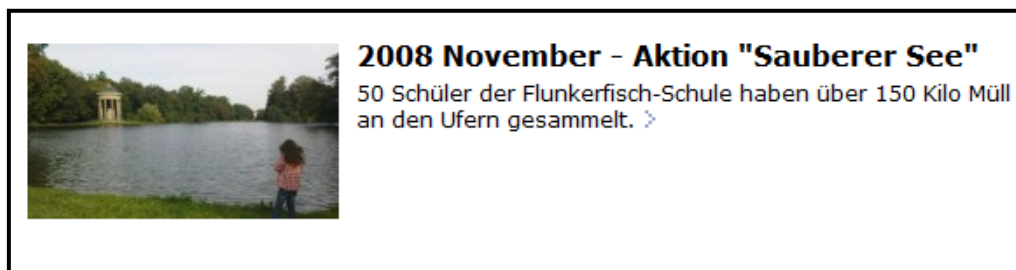 2008 November - Aktion "Sauberer See"
50 Schüler der Flunkerfisch-Schule haben über 150 Kilo Müll
an den Ufern gesammelt. >